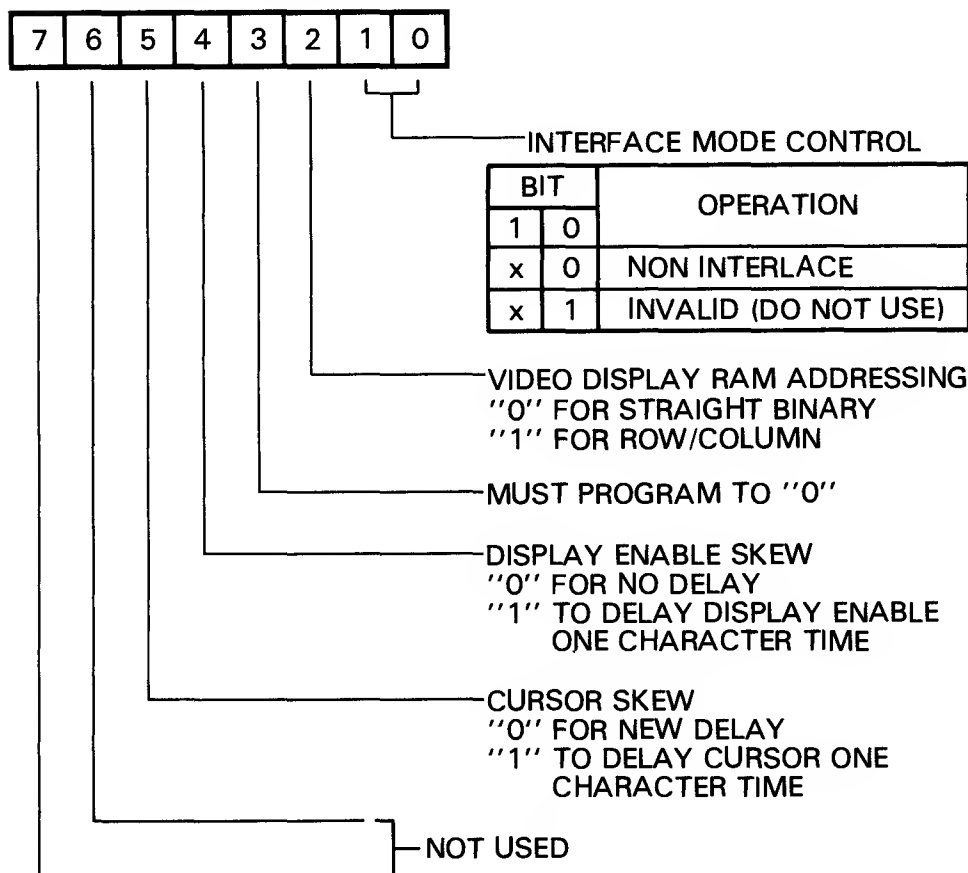 7 6 5 4 3 2 1 0
INTERFACE MODE CONTROL
BIT OPERATION
1 0
x 0 NON INTERLACE
x 1 INVALID (DO NOT USE)
VIDEO DISPLAY RAM ADDRESSING
''0'' FOR STRAIGHT BINARY
''1'' FOR ROW/COLUMN
MUST PROGRAM TO ''0''
DISPLAY ENABLE SKEW
''0'' FOR NO DELAY
''1'' TO DELAY DISPLAY ENABLE
ONE CHARACTER TIME
CURSOR SKEW
''0'' FOR NEW DELAY
''1'' TO DELAY CURSOR ONE
CHARACTER TIME
NOT USED